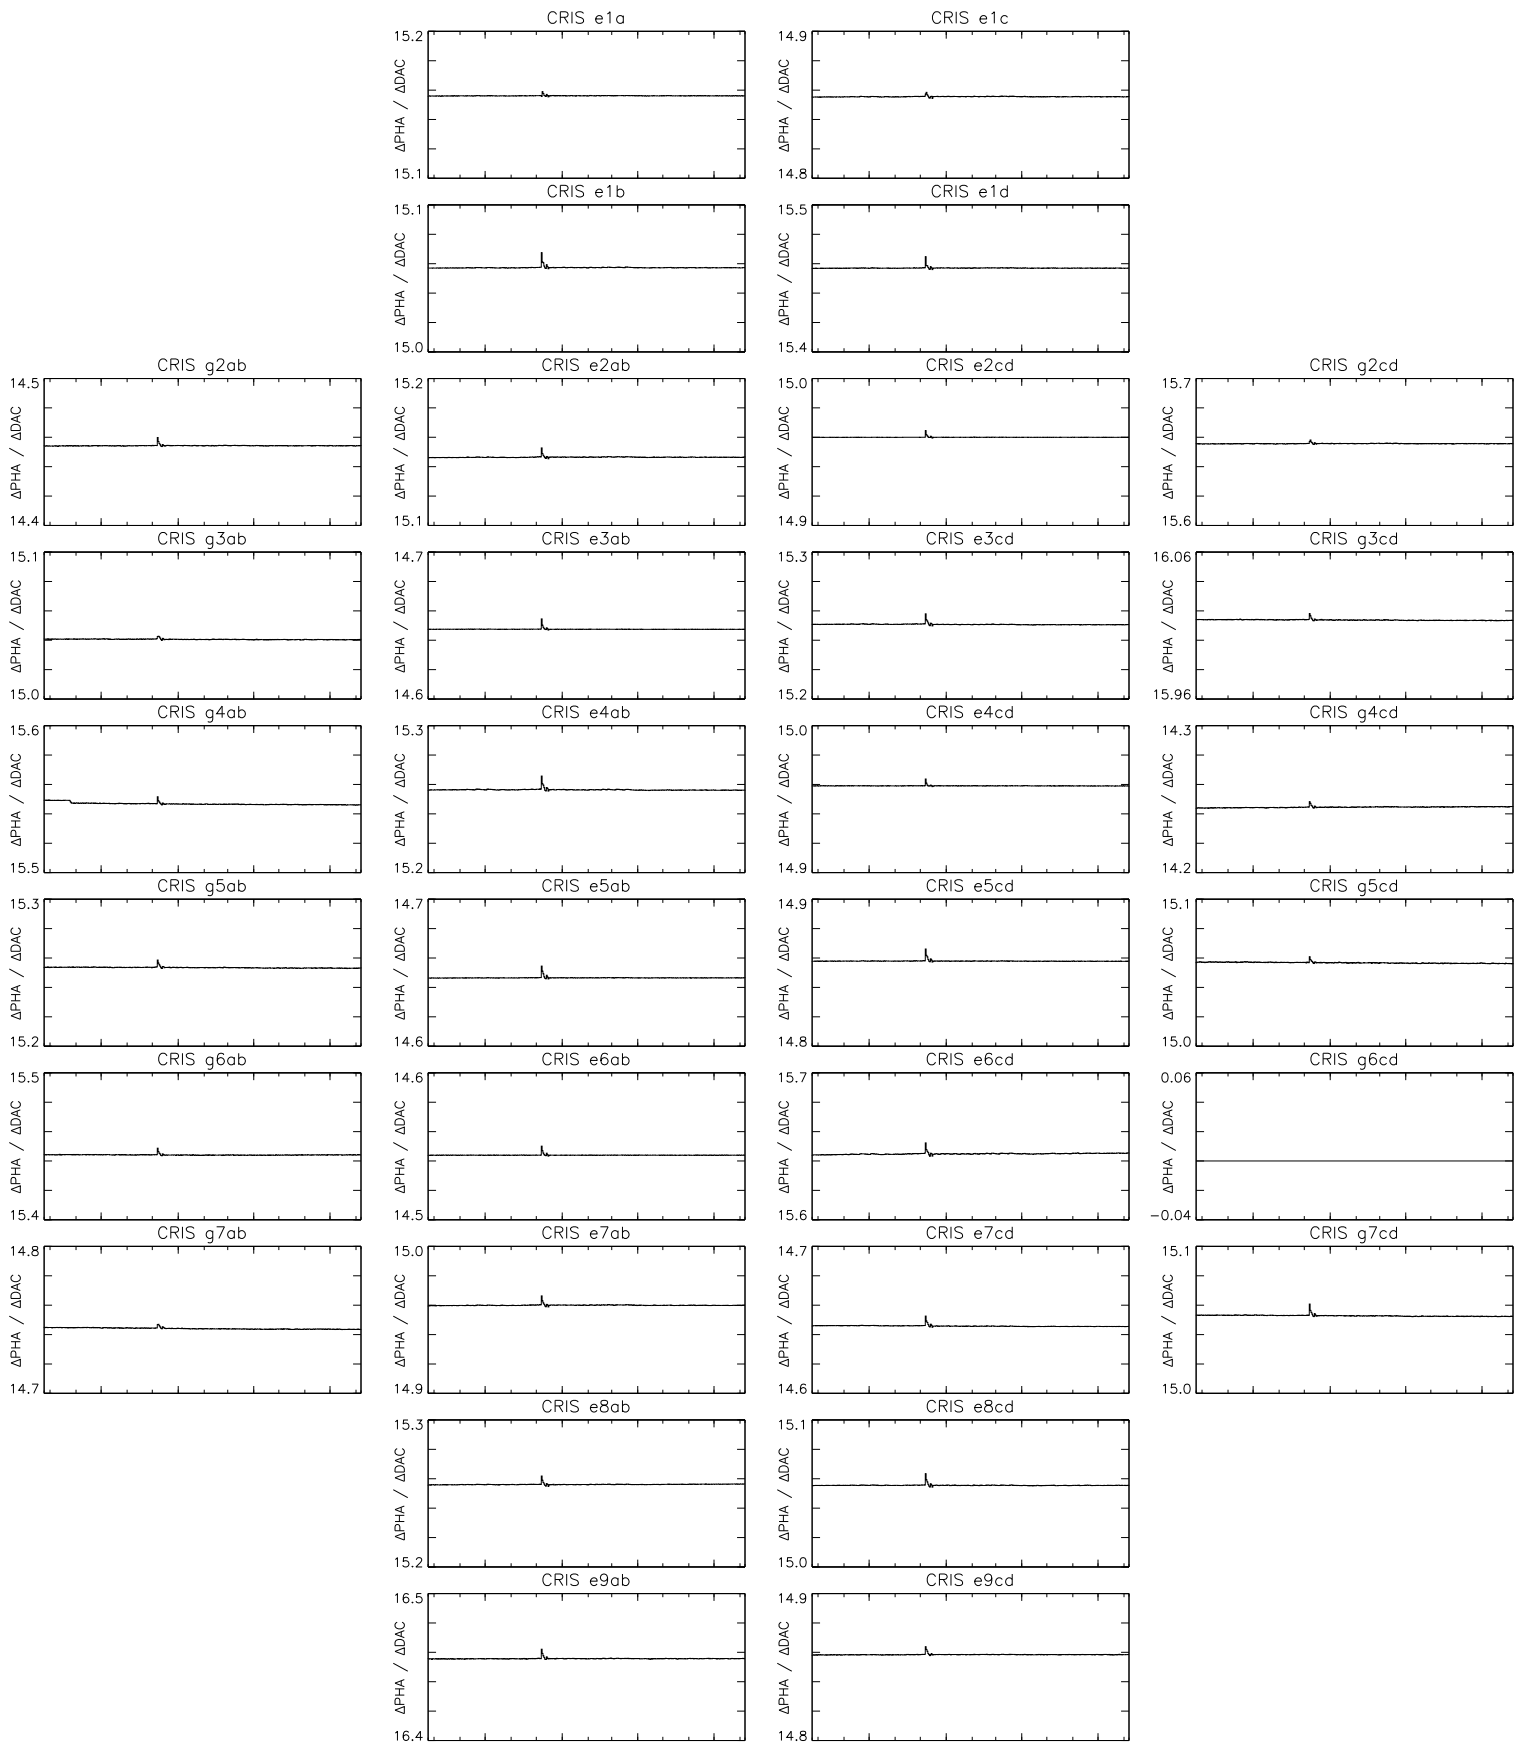 CRIS e1a
15.2
ΔPHA / ΔDAC
15.1
CRIS e1c
14.9
ΔPHA / ΔDAC
14.8
CRIS e1b
15.1
ΔPHA / ΔDAC
15.0
CRIS e1d
15.5
ΔPHA / ΔDAC
15.4
CRIS g2ab
14.5
ΔPHA / ΔDAC
14.4
CRIS e2ab
15.2
ΔPHA / ΔDAC
15.1
CRIS e2cd
15.0
ΔPHA / ΔDAC
14.9
CRIS g2cd
15.7
ΔPHA / ΔDAC
15.6
CRIS g3ab
15.1
ΔPHA / ΔDAC
15.0
CRIS e3ab
14.7
ΔPHA / ΔDAC
14.6
CRIS e3cd
15.3
ΔPHA / ΔDAC
15.2
CRIS g3cd
16.06
ΔPHA / ΔDAC
15.96
CRIS g4ab
15.6
ΔPHA / ΔDAC
15.5
CRIS e4ab
15.3
ΔPHA / ΔDAC
15.2
CRIS e4cd
15.0
ΔPHA / ΔDAC
14.9
CRIS g4cd
14.3
ΔPHA / ΔDAC
14.2
CRIS g5ab
15.3
ΔPHA / ΔDAC
15.2
CRIS e5ab
14.7
ΔPHA / ΔDAC
14.6
CRIS e5cd
14.9
ΔPHA / ΔDAC
14.8
CRIS g5cd
15.1
ΔPHA / ΔDAC
15.0
CRIS g6ab
15.5
ΔPHA / ΔDAC
15.4
CRIS e6ab
14.6
ΔPHA / ΔDAC
14.5
CRIS e6cd
15.7
ΔPHA / ΔDAC
15.6
CRIS g6cd
0.06
ΔPHA / ΔDAC
−0.04
CRIS g7ab
14.8
ΔPHA / ΔDAC
14.7
CRIS e7ab
15.0
ΔPHA / ΔDAC
14.9
CRIS e7cd
14.7
ΔPHA / ΔDAC
14.6
CRIS g7cd
15.1
ΔPHA / ΔDAC
15.0
CRIS e8ab
15.3
ΔPHA / ΔDAC
15.2
CRIS e8cd
15.1
ΔPHA / ΔDAC
15.0
CRIS e9ab
16.5
ΔPHA / ΔDAC
16.4
CRIS e9cd
14.9
ΔPHA / ΔDAC
14.8